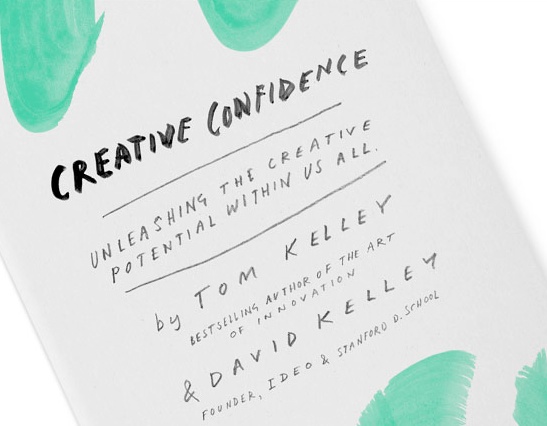 CREATIVE CONFIDENCE
UNLEASHING THE CREATIVE
POTENTIAL WITHIN US ALL.
by TOM KELLEY
BESTSELLING AUTHOR OF THE ART
OF INNOVATION
& DAVID KELLEY
FOUNDER, IDEO & STANFORD D.SCHOOL